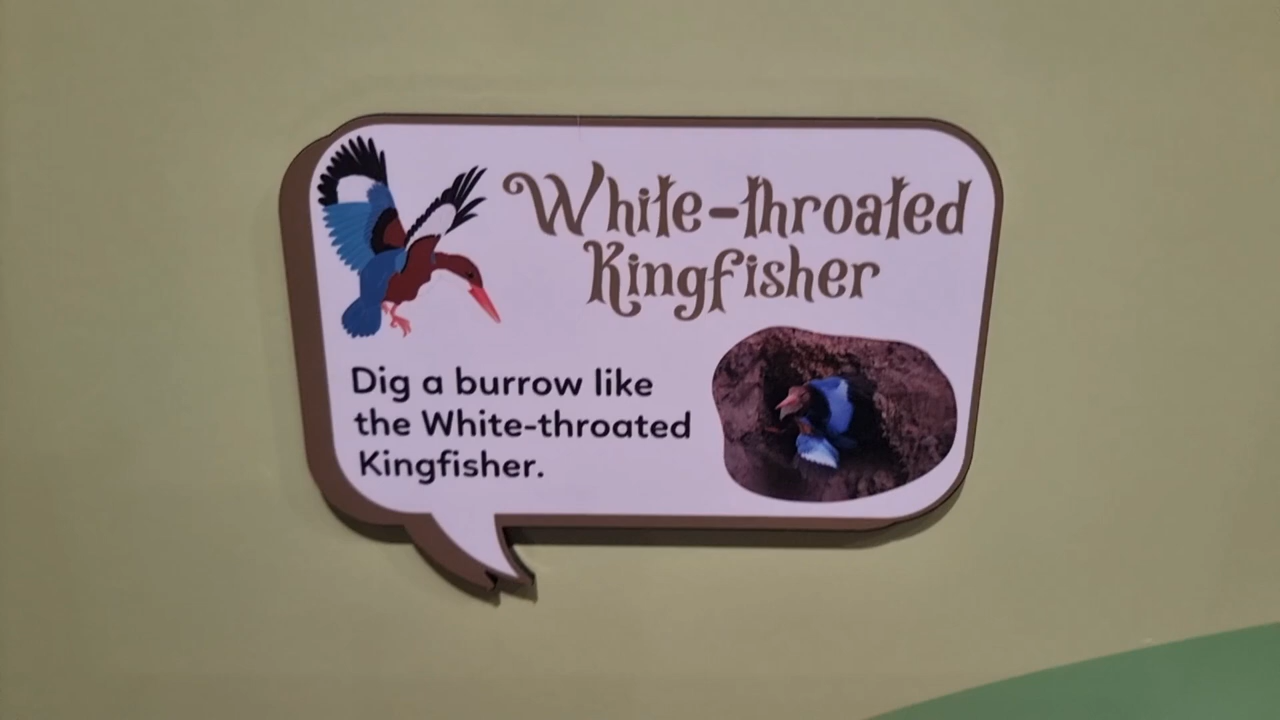 White-throated
Kingfisher
Dig a burrow like
the White-throated
Kingfisher.